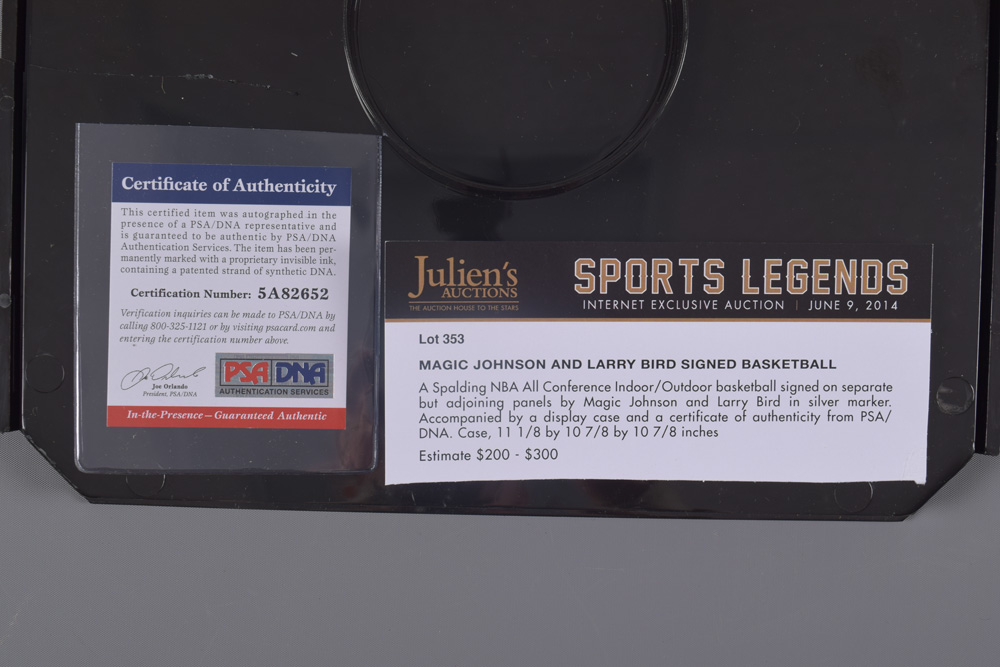 Certificate of Authenticity
This certified item was autographed in the
presence of a PSA/DNA representative and
is guaranteed to be authentic by PSA/DNA
Authentication Services. The item has been per-
manently marked with a proprietary invisible ink,
containing a patented strand of synthetic DNA.
Certification Number: 5A82652
Verification inquiries can be made to PSA/DNA by
calling 800-325-1121 or by visiting psacard.com and
entering the certification number above.
Joe Orlando
President, PSA/DNA
PSA DNA
AUTHENTICATION SERVICES
In-the-Presence—Guaranteed Authentic
Julien's
AUCTIONS
THE AUCTION HOUSE TO THE STARS
SPORTS LEGENDS
INTERNET EXCLUSIVE AUCTION | JUNE 9, 2014
Lot 353
MAGIC JOHNSON AND LARRY BIRD SIGNED BASKETBALL
A Spalding NBA All Conference Indoor/Outdoor basketball signed on separate
but adjoining panels by Magic Johnson and Larry Bird in silver marker.
Accompanied by a display case and a certificate of authenticity from PSA/
DNA. Case, 11 1/8 by 10 7/8 by 10 7/8 inches
Estimate $200 - $300